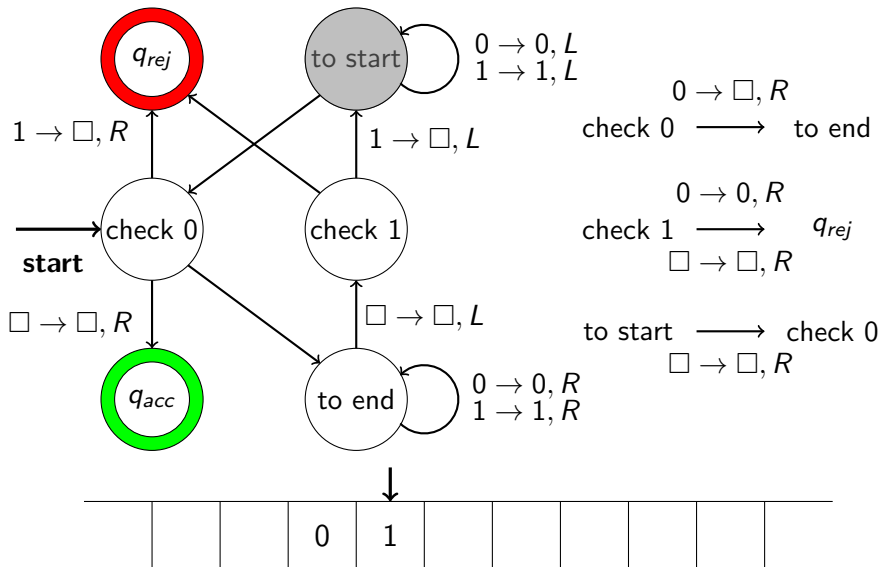 q_rej
to start
0 → 0, L
1 → 1, L
0 → □, R
check 0 to end
1 → □, R
1 → □, L
0 → 0, R
check 1 q_rej
□ → □, R
check 0
check 1
start
□ → □, R
□ → □, L
to start check 0
□ → □, R
q_acc
to end
0 → 0, R
1 → 1, R
0 1